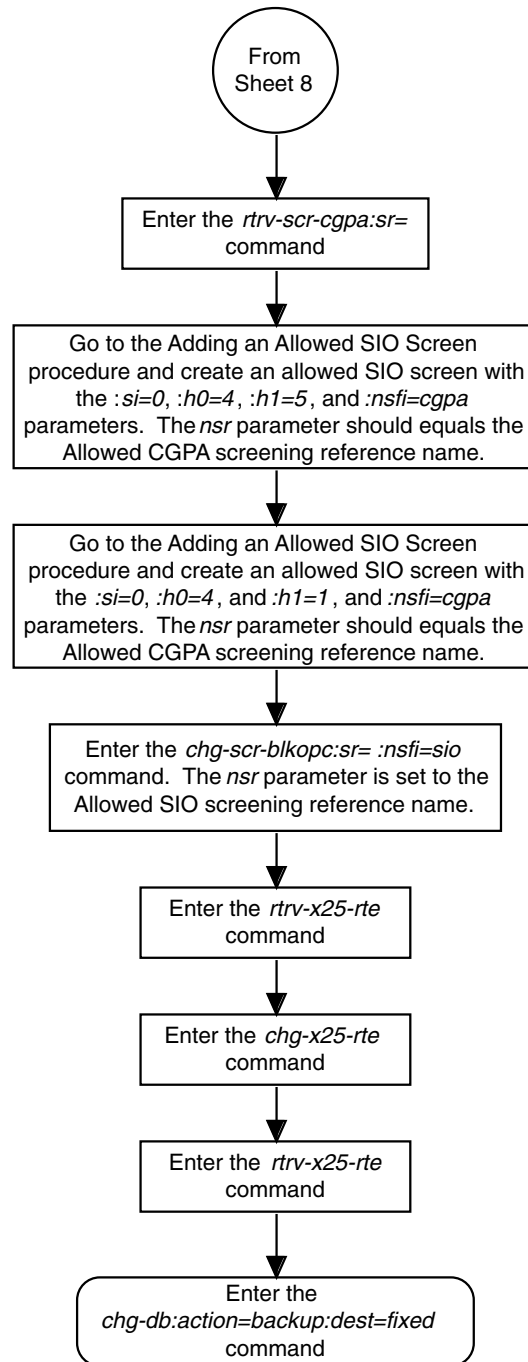 From
Sheet 8
Enter the rtrv-scr-cgpa:sr=
command
Go to the Adding an Allowed SIO Screen
procedure and create an allowed SIO screen with
the :si=0, :h0=4, :h1=5, and :nsfi=cgpa
parameters. The nsr parameter should equals the
Allowed CGPA screening reference name.
Go to the Adding an Allowed SIO Screen
procedure and create an allowed SIO screen with
the :si=0, :h0=4, and :h1=1, and :nsfi=cgpa
parameters. The nsr parameter should equals the
Allowed CGPA screening reference name.
Enter the chg-scr-blkopc:sr= :nsfi=sio
command. The nsr parameter is set to the
Allowed SIO screening reference name.
Enter the rtrv-x25-rte
command
Enter the chg-x25-rte
command
Enter the rtrv-x25-rte
command
Enter the
chg-db:action=backup:dest=fixed
command